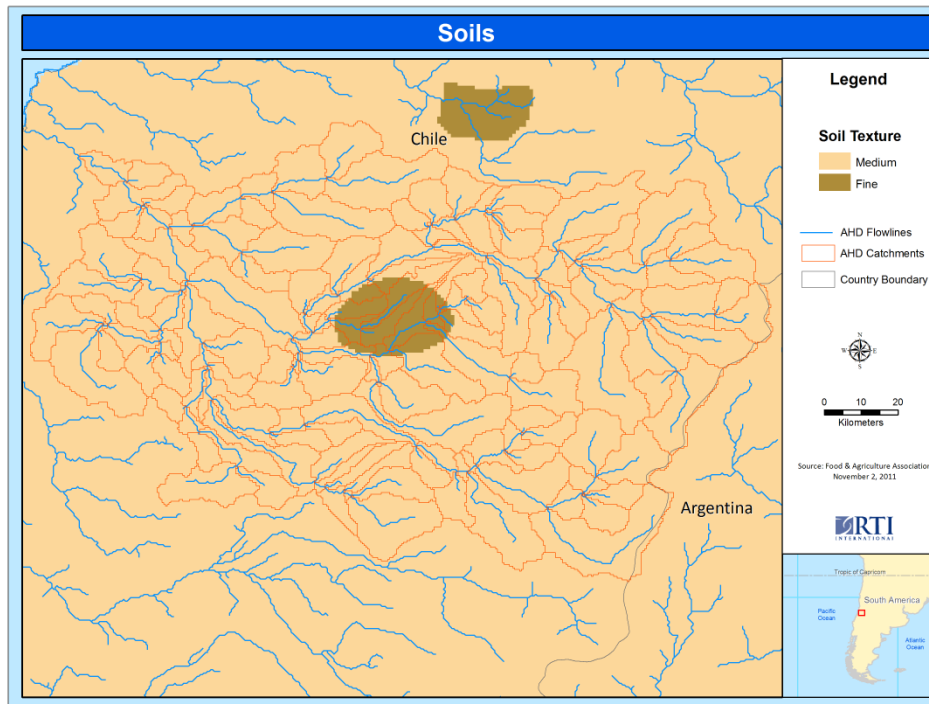 Soils
Chile
Argentina
Legend
Soil Texture
Medium
Fine
AHD Flowlines
AHD Catchments
Country Boundary
N
W E
S
0 10 20
Kilometers
Source: Food & Agriculture Association
November 2, 2011
RTI
INTERNATIONAL
Tropic of Capricorn
South America
Pacific
Ocean
Atlantic
Ocean